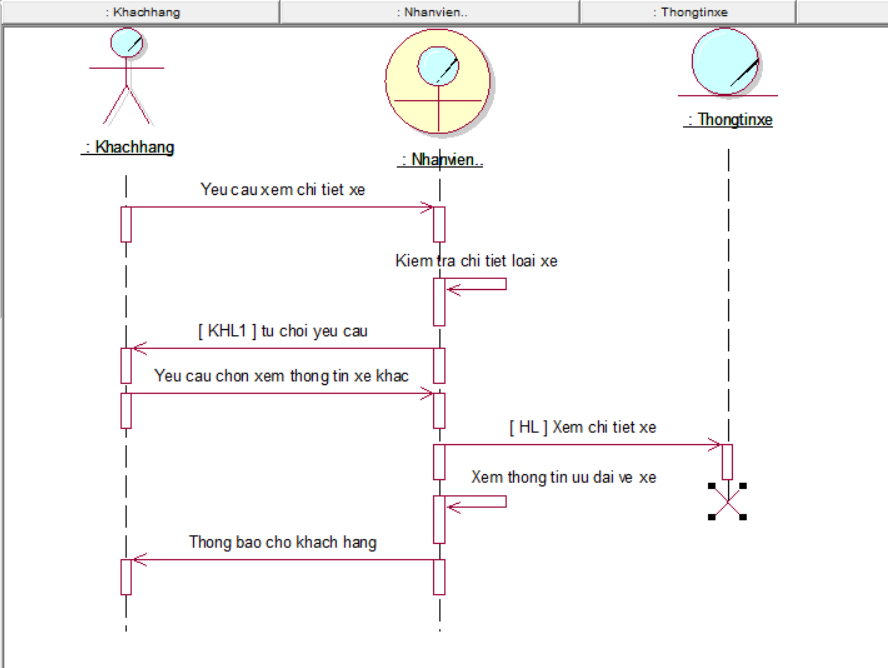 : Khachhang
: Nhanvien..
: Thongtinxe
: Khachhang
: Nhanvien..
: Thongtinxe
Yeu cau xem chi tiet xe
Kiem tra chi tiet loai xe
[ KHL1 ] tu choi yeu cau
Yeu cau chon xem thong tin xe khac
[ HL ] Xem chi tiet xe
Xem thong tin uu dai ve xe
Thong bao cho khach hang